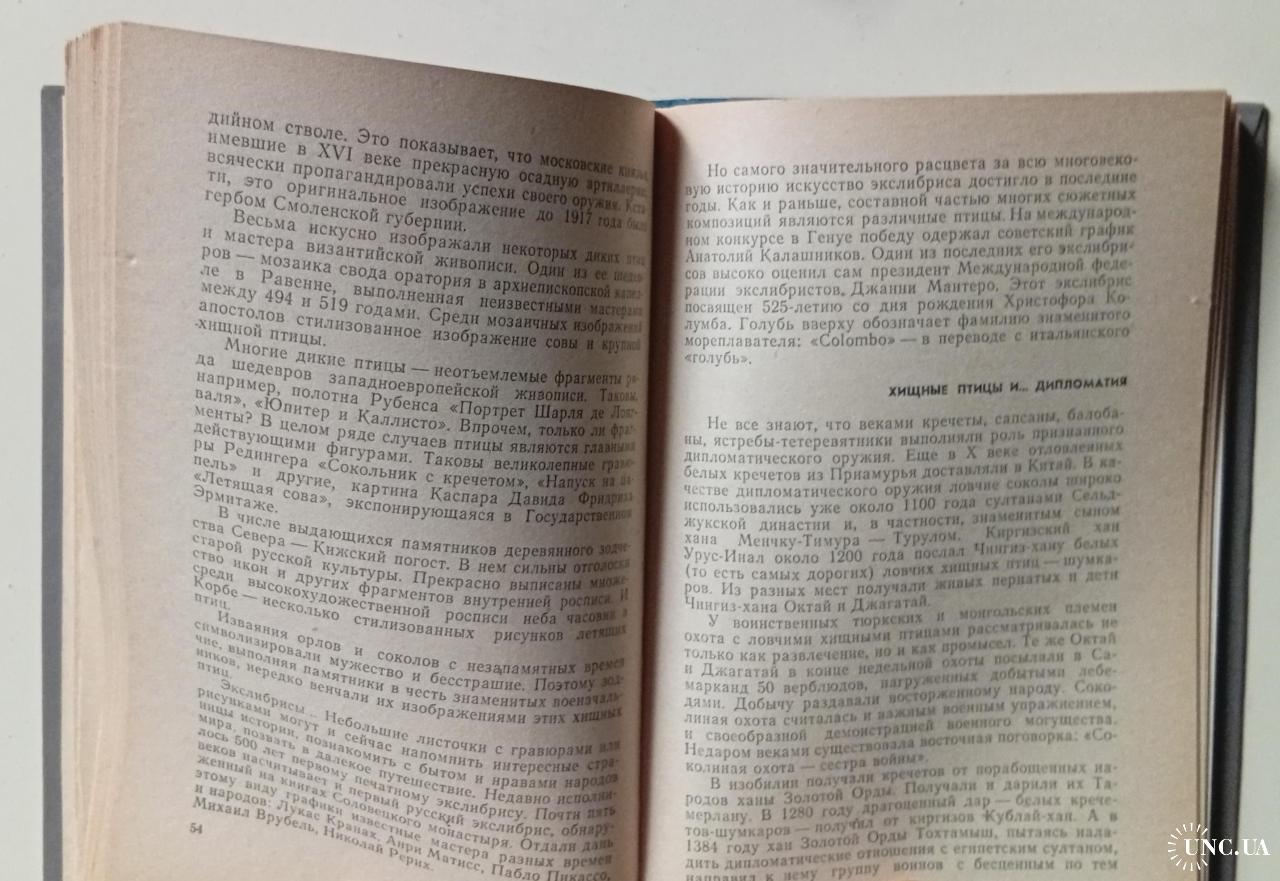 дийном стволе. Это показывает, что московские князья,
имевшие в XVI веке прекрасную осадную артиллерию,
всячески пропагандировали успехи своего оружия. Кста-
ти, это оригинальное изображение до 1917 года было
гербом Смоленской губернии.
Весьма искусно изображали некоторых диких птиц
и мастера византийской живописи. Один из ее шедев-
ров — мозаика свода оратория в архиепископской капел-
ле в Равенне, выполненная неизвестными мастерами
между 494 и 519 годами. Среди мозаичных изображений
апостолов стилизованное изображение совы и крупной
хищной птицы.
Многие дикие птицы — неотъемлемые фрагменты ря-
да шедевров западноевропейской живописи. Таковы,
например, полотна Рубенса «Портрет Шарля де Лонг-
валя», «Юпитер и Каллисто». Впрочем, только ли фраг-
менты? В целом ряде случаев птицы являются главными
действующими фигурами. Таковы великолепные гравю-
ры Редингера «Сокольник с кречетом», «Напуск на ца-
пель» и другие, картина Каспара Давида Фридриха
«Летящая сова», экспонирующаяся в Государственном
Эрмитаже.
В числе выдающихся памятников деревянного зодче-
ства Севера — Кижский погост. В нем сильны отголоски
старой русской культуры. Прекрасно выписаны множе-
ство икон и других фрагментов внутренней росписи. И
среди высокохудожественной росписи неба часовни в
Корбе — несколько стилизованных рисунков летящих
птиц.
Изваяния орлов и соколов с незапамятных времен
символизировали мужество и бесстрашие. Поэтому зод-
чие, выполняя памятники в честь знаменитых военачаль-
ников, нередко венчали их изображениями этих хищных
птиц.
Экслибрисы... Небольшие листочки с гравюрами или
рисунками могут и сейчас напомнить интересные стра-
ницы истории, познакомить с бытом и нравами народов
мира, позвать в далекое путешествие. Недавно исполни-
лось 500 лет первому печатному экслибрису. Почти пять
веков насчитывает и первый русский экслибрис, обнару-
женный на книгах Соловецкого монастыря. Отдали дань
этому виду графики известные мастера разных времен
и народов: Лукас Кранах, Анри Матисс, Пабло Пикассо,
Михаил Врубель, Николай Рерих.
54
Но самого значительного расцвета за всю многовеко-
вую историю искусство экслибриса достигло в последние
годы. Как и раньше, составной частью многих сюжетных
композиций являются различные птицы. На международ-
ном конкурсе в Генуе победу одержал советский график
Анатолий Калашников. Один из последних его экслибри-
сов высоко оценил сам президент Международной феде-
рации экслибристов, Джанни Мантеро. Этот экслибрис
посвящен 525-летию со дня рождения Христофора Ко-
лумба. Голубь вверху обозначает фамилию знаменитого
мореплавателя: «Colombo» — в переводе с итальянского
«голубь».
ХИЩНЫЕ ПТИЦЫ И... ДИПЛОМАТИЯ
Не все знают, что веками кречеты, сапсаны, балоба-
ны, ястребы-тетеревятники выполняли роль признанного
дипломатического оружия. Еще в X веке отловленных
белых кречетов из Приамурья доставляли в Китай. В ка-
честве дипломатического оружия ловчие соколы широко
использовались уже около 1100 года султанами Сельд-
жукской династии и, в частности, знаменитым сыном
хана Менчку-Тимура — Турулом. Киргизский хан
Урус-Инал около 1200 года послал Чингиз-хану белых
(то есть самых дорогих) ловчих хищных птиц — шумка-
ров. Из разных мест получали живых пернатых и дети
Чингиз-хана Октай и Джагатай.
У воинственных тюркских и монгольских племен
охота с ловчими хищными птицами рассматривалась не
только как развлечение, но и как промысел. Те же Октай
и Джагатай в конце недельной охоты посылали в Са-
марканд 50 верблюдов, нагруженных добытыми лебе-
дями. Добычу раздавали восторженному народу. Соко-
линая охота считалась и важным военным упражнением,
и своеобразной демонстрацией военного могущества.
Недаром веками существовала восточная поговорка: «Со-
колиная охота — сестра войны».
В изобилии получали кречетов от порабощенных на-
родов ханы Золотой Орды. Получали и дарили их Та-
мерлану. В 1280 году драгоценный дар — белых крече-
тов-шумкаров — получил от киргизов Кублай-хан. А в
1384 году хан Золотой Орды Тохтамыш, пытаясь нала-
дить дипломатические отношения с египетским султаном,
направил к нему группу воинов с бесценным по тем
UNC.UA